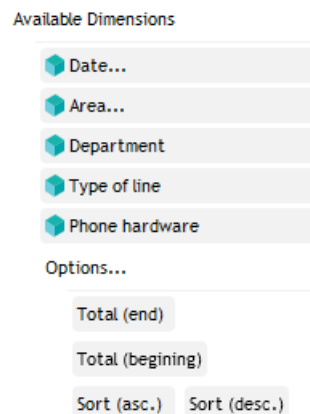 Available Dimensions
Date...
Area...
Department
Type of line
Phone hardware
Options...
Total (end)
Total (begining)
Sort (asc.) Sort (desc.)